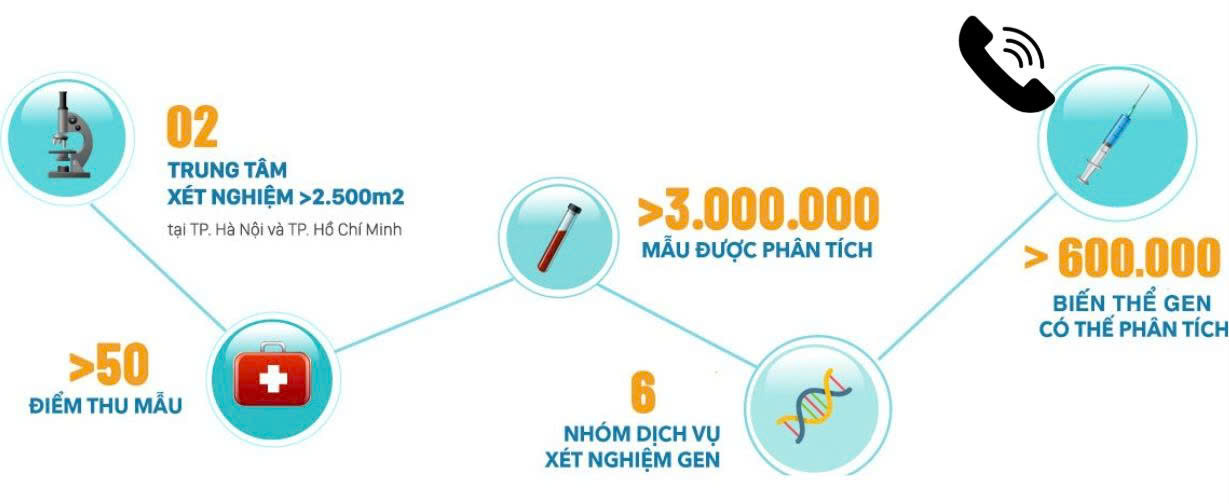 02
TRUNG TÂM
XÉT NGHIỆM >2.500m2
tại TP. Hà Nội và TP. Hồ Chí Minh
>50
ĐIỂM THU MẪU
>3.000.000
MẪU ĐƯỢC PHÂN TÍCH
6
NHÓM DỊCH VỤ
XÉT NGHIỆM GEN
> 600.000
BIẾN THỂ GEN
CÓ THỂ PHÂN TÍCH